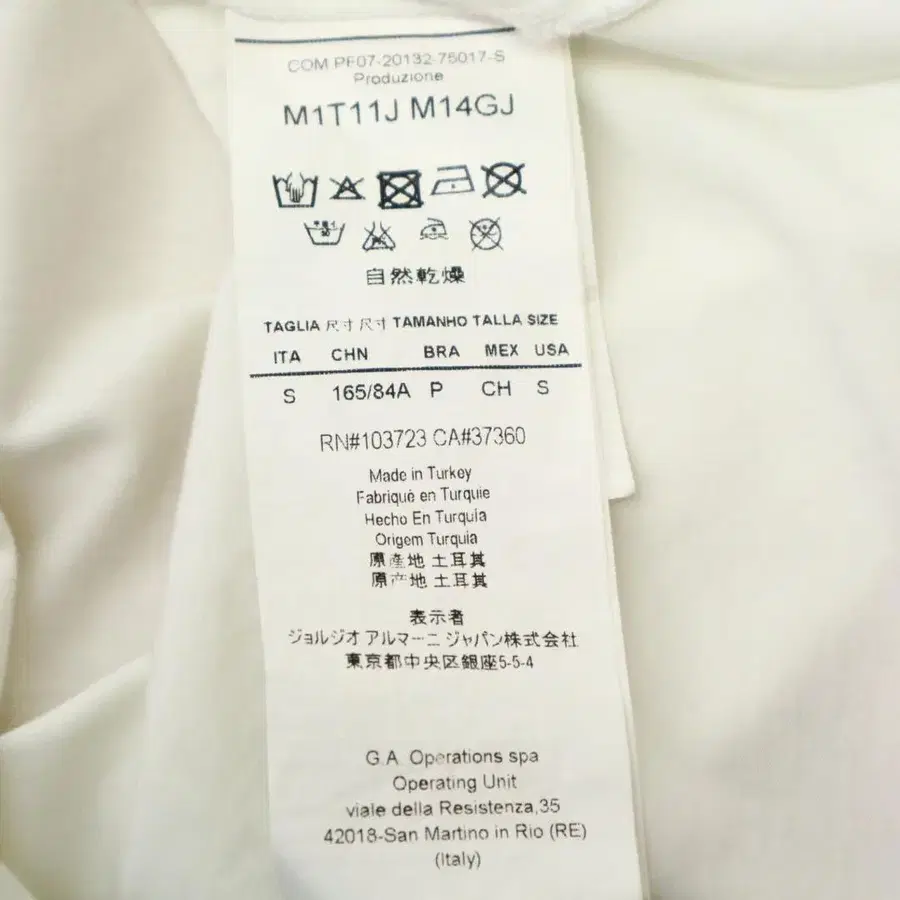 COM PF07-20132-75017-S
Produzione
M1T11J M14GJ
自然乾燥
TAGLIA 尺寸 尺寸 TAMANHO TALLA SIZE
ITA CHN BRA MEX USA
S 165/84A P CH S
RN#103723 CA#37360
Made in Turkey
Fabriqué en Turquie
Hecho En Turquía
Origem Turquia
原産地 土耳其
原产地 土耳其
表示者
ジョルジオ アルマーニ ジャパン株式会社
東京都中央区銀座5-5-4
G.A. Operations spa
Operating Unit
viale della Resistenza,35
42018-San Martino in Rio (RE)
(Italy)